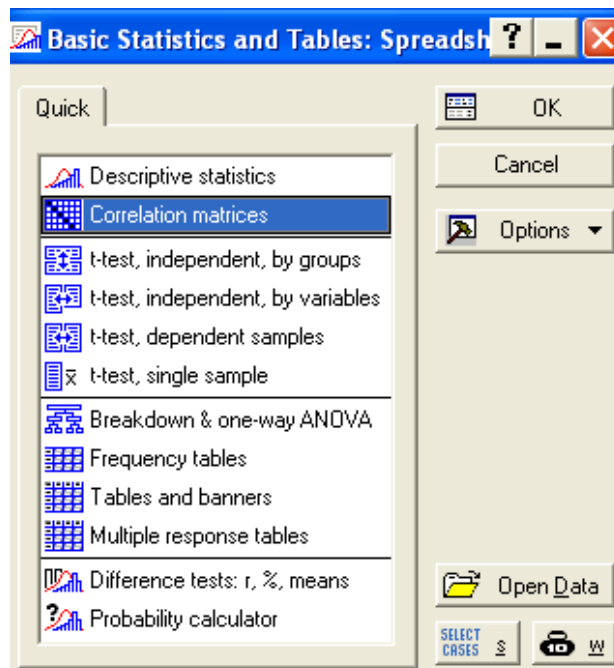 Basic Statistics and Tables: Spreadsh
Quick
OK
Cancel
Options
Descriptive statistics
Correlation matrices
t-test, independent, by groups
t-test, independent, by variables
t-test, dependent samples
t-test, single sample
Breakdown & one-way ANOVA
Frequency tables
Tables and banners
Multiple response tables
Difference tests: r, %, means
Probability calculator
Open Data
SELECT
CASES S
W